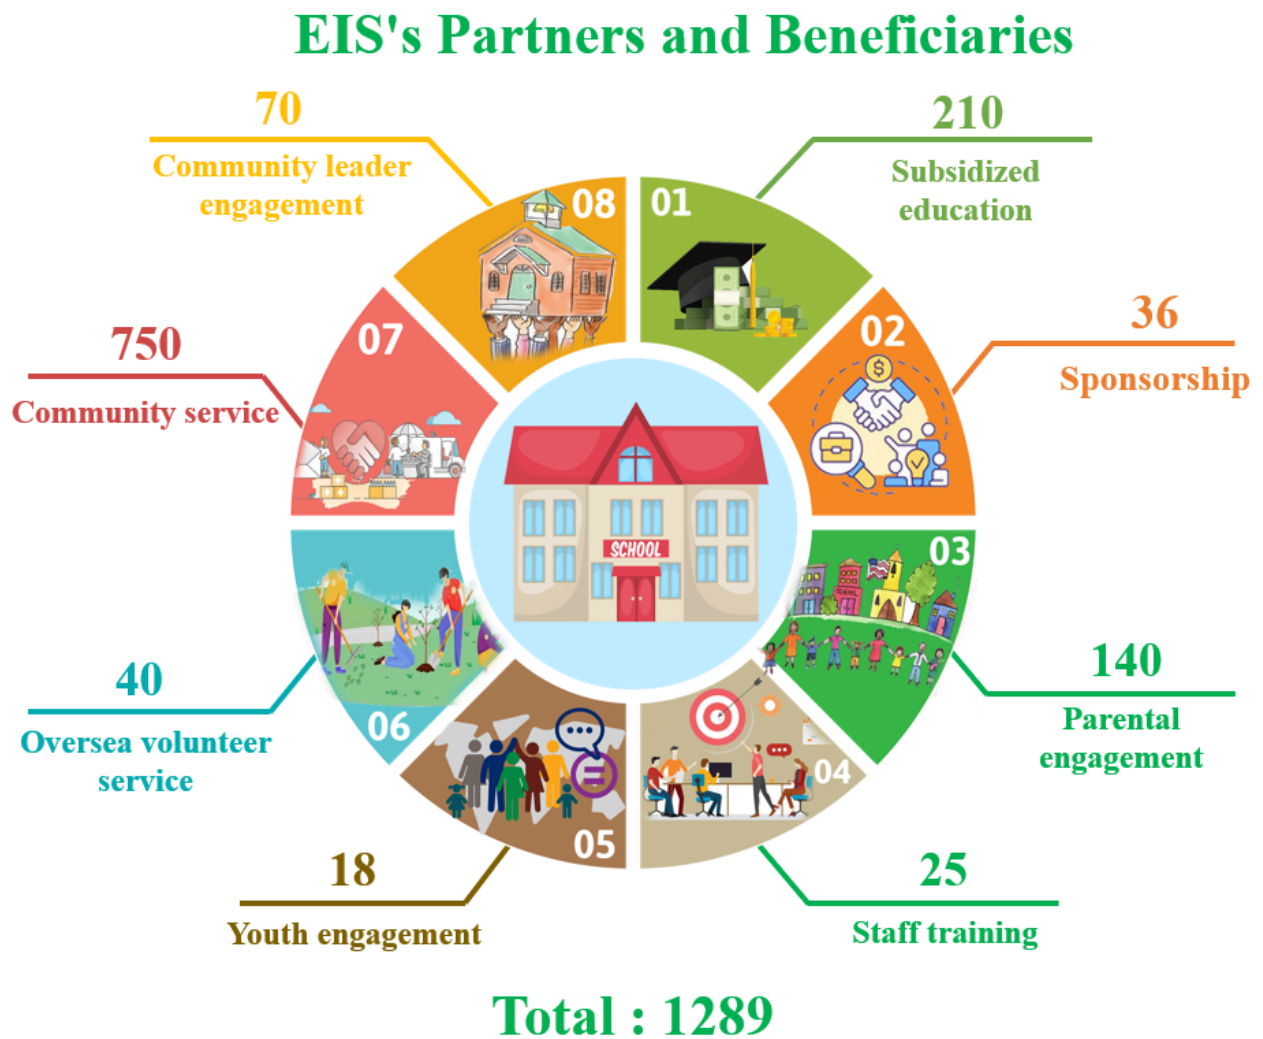 EIS's Partners and Beneficiaries
70
Community leader
engagement
210
Subsidized
education
08
01
750
Community service
07
02
$
36
Sponsorship
SCHOOL
40
Oversea volunteer
service
06
03
SCHOOL
140
Parental
engagement
05
04
18
Youth engagement
25
Staff training
Total : 1289